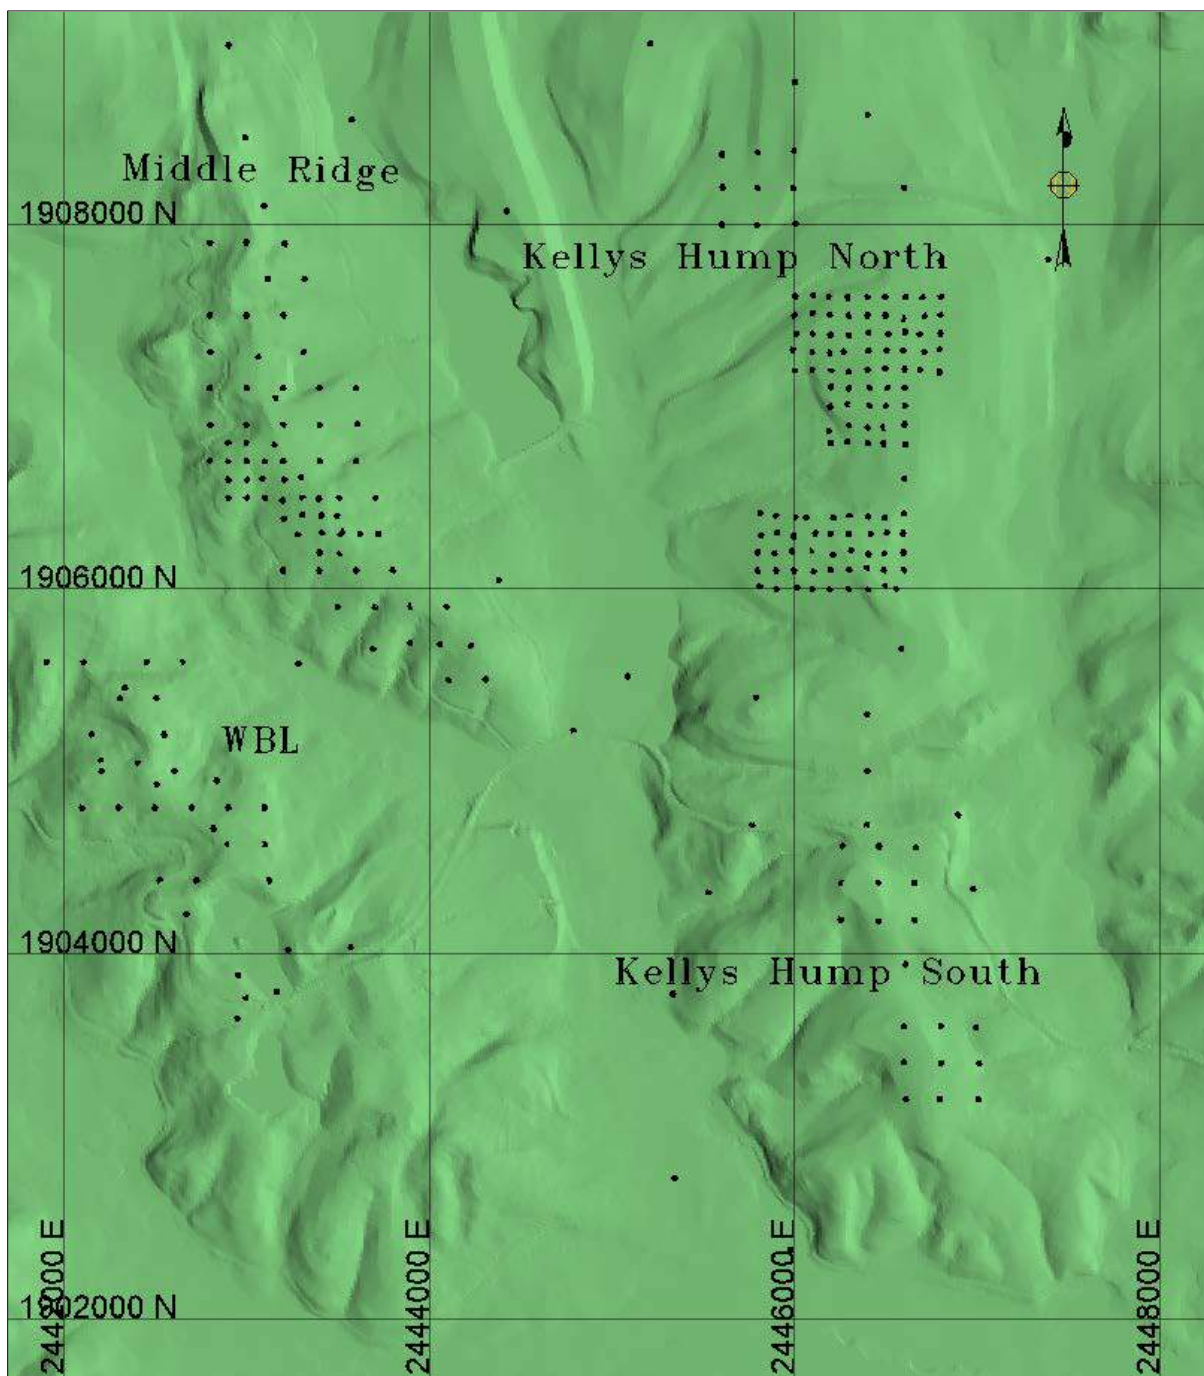 Middle Ridge
1908000 N
Kellys Hump North
1906000 N
WBL
1904000 N
Kellys Hump South
1902000 N
2442000 E
2444000 E
2446000 E
2448000 E